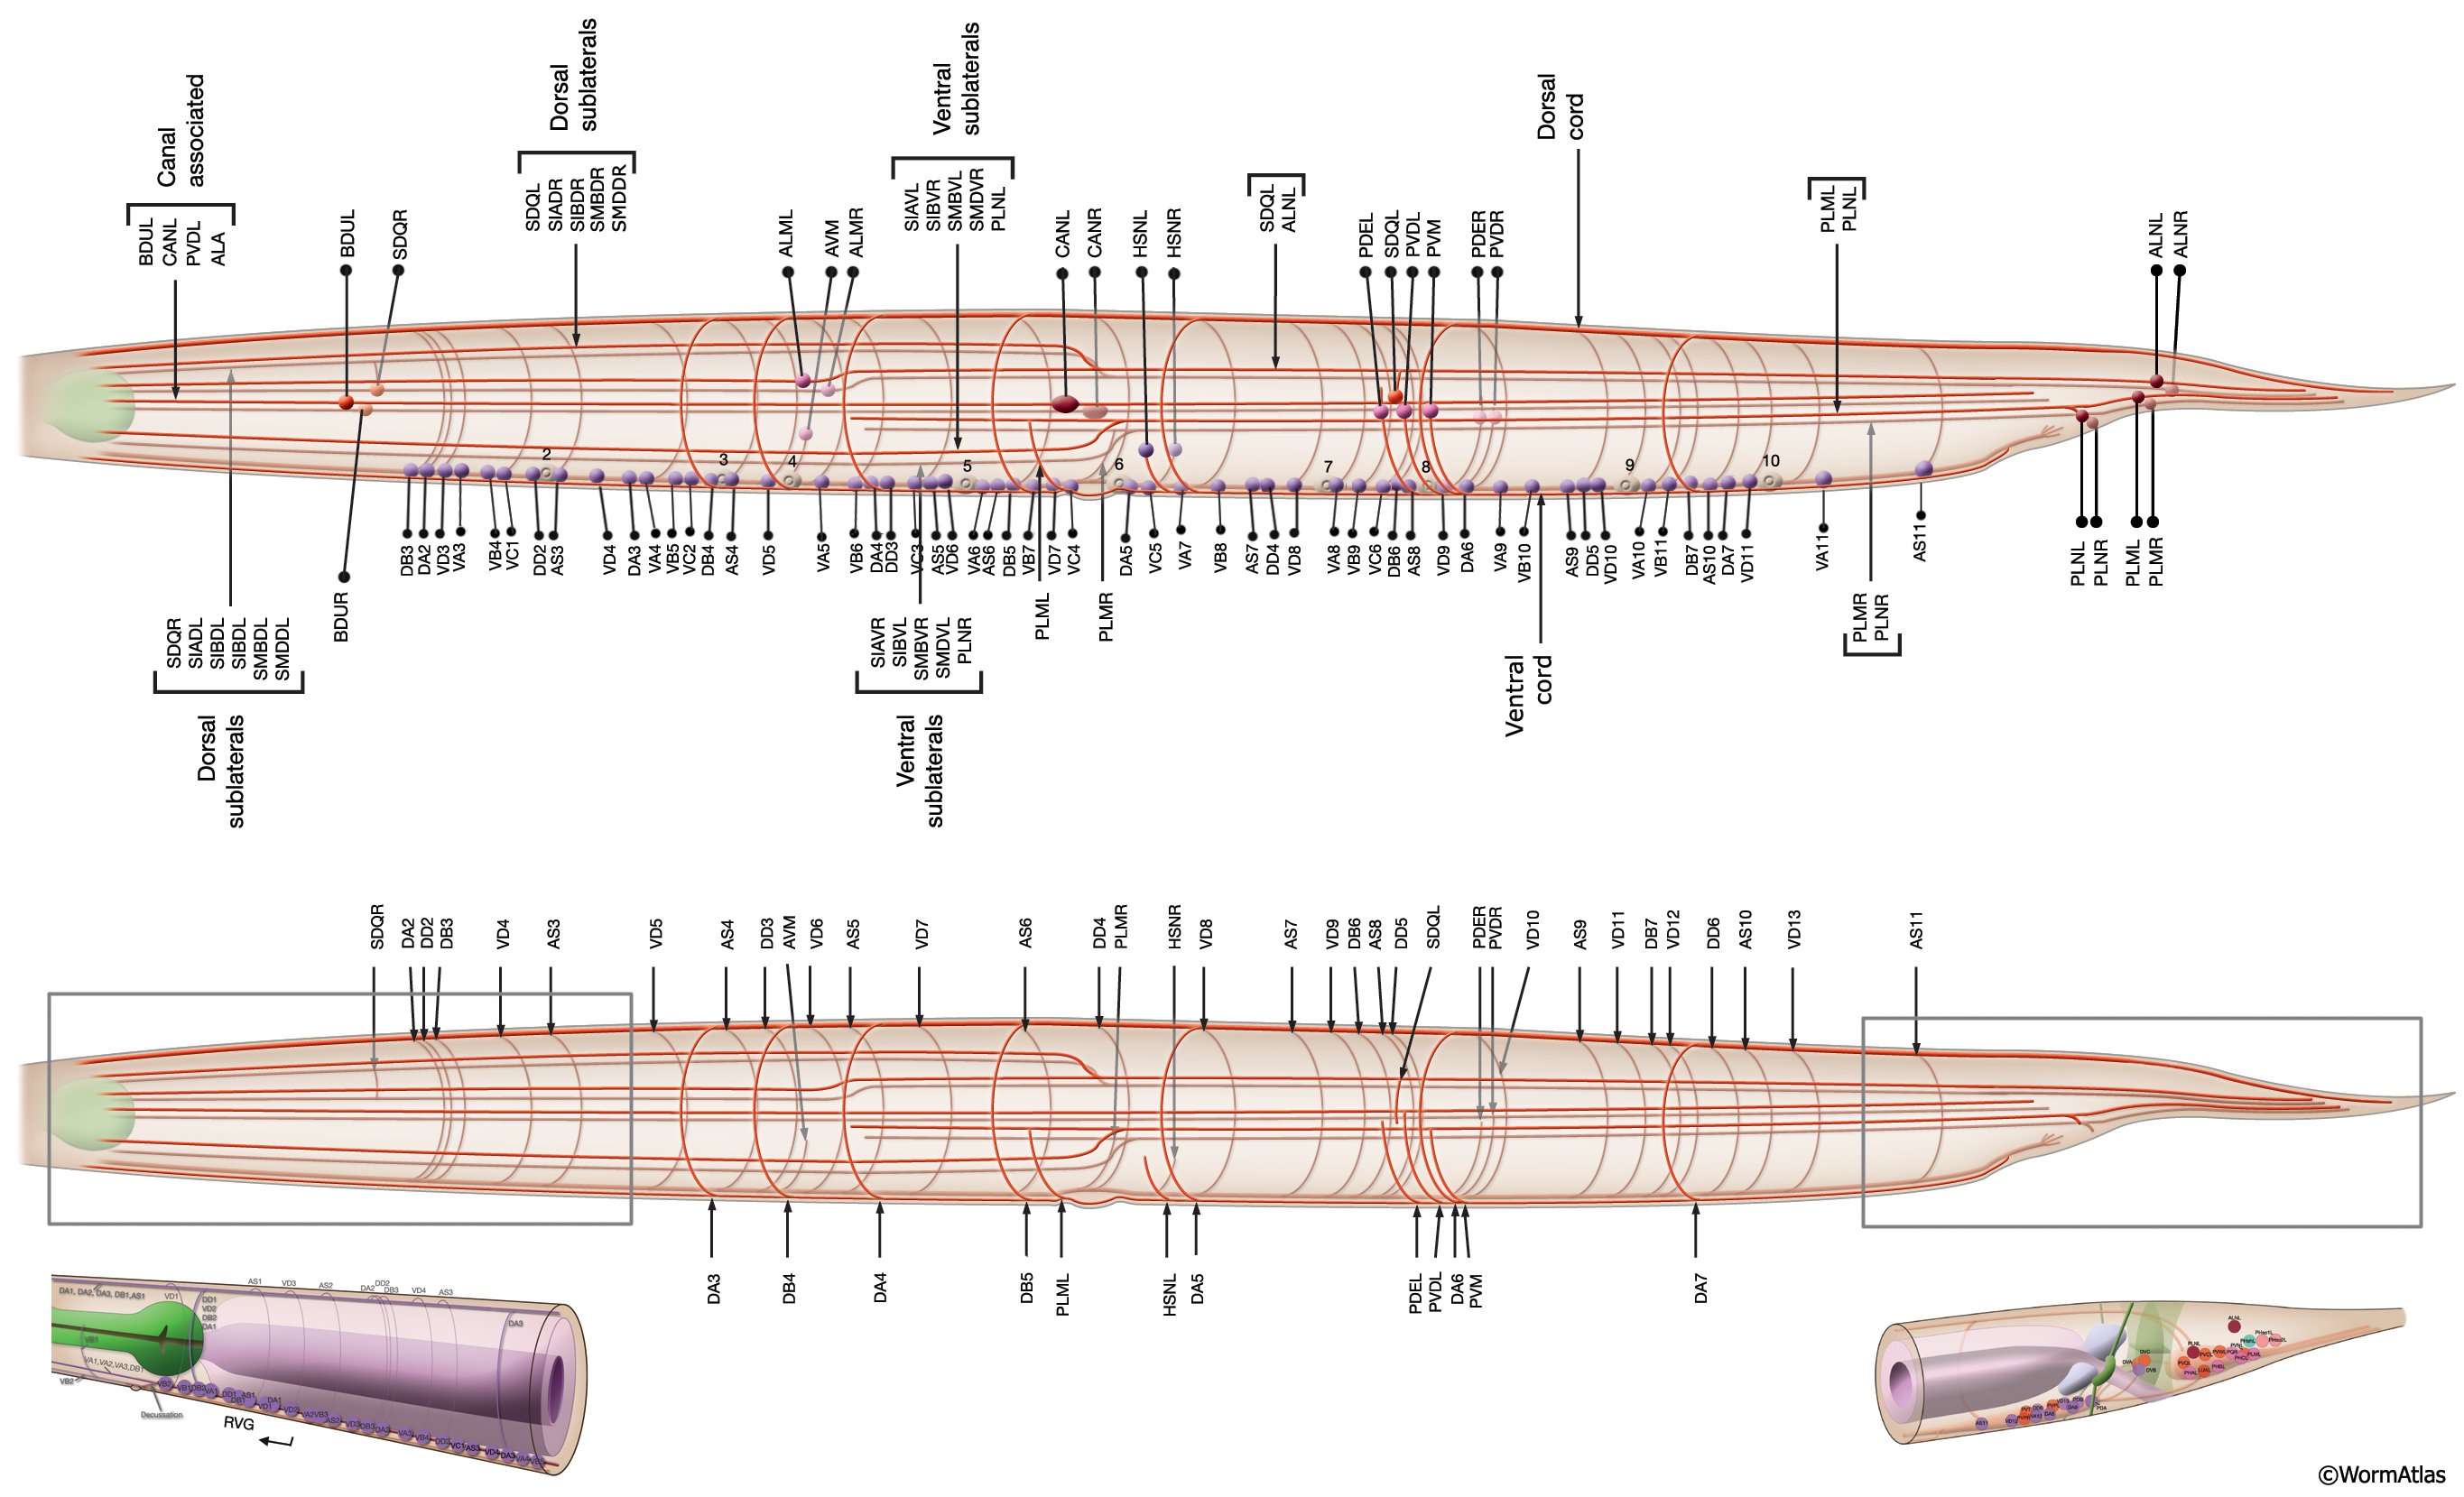 Canal
associated
BDUL
CANL
PVDL
ALA
BDUL
SDQR
Dorsal
sublaterals
SDQL
SIADR
SIBDR
SMBDR
SMDDR
ALML
AVM
ALMR
Ventral
sublaterals
SIAVL
SIBVR
SMBVL
SMDVR
PLNL
CANL
CANR
HSNL
HSNR
SDQL
ALNL
PDEL
SDQL
PVDL
PVM
PDER
PVDR
Dorsal
cord
PLML
PLNL
ALNL
ALNR
2
3
4
5
6
7
8
9
10
DB3
DA2
VD3
VA3
VB4
VC1
DD2
AS3
VD4
DA3
VA4
VB5
VC2
DB4
AS4
VD5
VA5
VB6
DA4
DD3
VC3
AS5
VD6
VA6
AS6
DB5
VB7
VD7
VC4
DA5
VC5
VA7
VB8
AS7
DD4
VD8
VA8
VB9
VC6
DB6
AS8
VD9
DA6
VA9
VB10
AS9
DD5
VD10
VA10
VB11
DB7
AS10
DA7
VD11
VA11
AS11
PLNL
PLNR
PLML
PLMR
BDUR
SDQR
SIADL
SIBDL
SIBDL
SMBDL
SMDDL
Dorsal
sublaterals
SIAVR
SIBVL
SMBVR
SMDVL
PLNR
Ventral
sublaterals
PLML
PLMR
Ventral
cord
PLMR
PLNR
SDQR
DA2
DD2
DB3
VD4
AS3
VD5
AS4
DD3
AVM
VD6
AS5
VD7
AS6
DD4
PLMR
HSNR
VD8
AS7
VD9
DB6
AS8
DD5
SDQL
PDER
PVDR
VD10
AS9
VD11
DB7
VD12
DD6
AS10
VD13
AS11
DA3
DB4
DA4
DB5
PLML
HSNL
DA5
PDEL
PVDL
DA6
PVM
DA7
DA1, DA2, DA3, DB1,AS1
VD1
DD1
VD2
DB2
DA1
AS1
VD3
AS2
DA2
DD2
DB3
VD4
AS3
DA3
VB1
VA1,VA2,VA3,DB1
VB2
Decussation
RVG
ALNL
PLNL
DVA
DVC
DVB
AS11
PDA
©WormAtlas